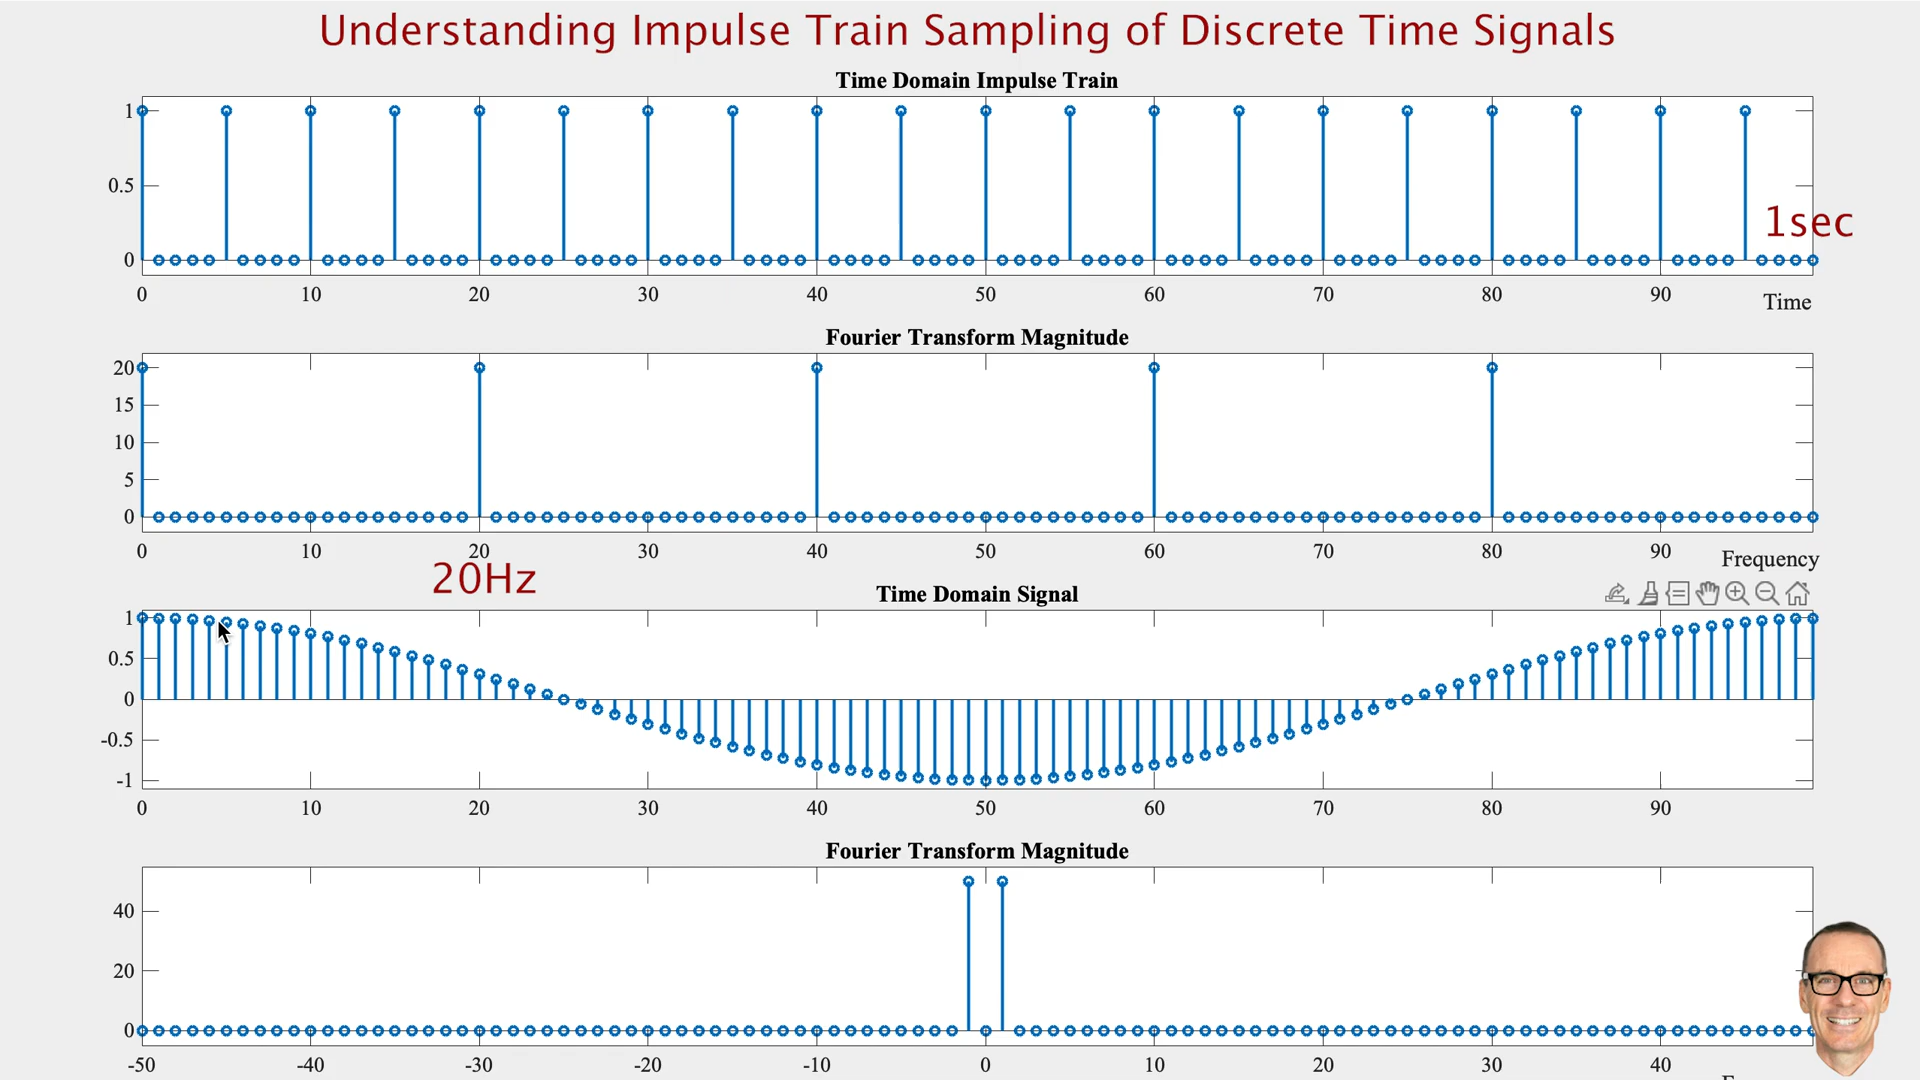 Understanding Impulse Train Sampling of Discrete Time Signals
Time Domain Impulse Train
1
0.5
0
1sec
0 10 20 30 40 50 60 70 80 90
Time
Fourier Transform Magnitude
20
15
10
5
0
0 10 20 30 40 50 60 70 80 90
Frequency
20Hz
Time Domain Signal
1
0.5
0
-0.5
-1
0 10 20 30 40 50 60 70 80 90
Fourier Transform Magnitude
40
20
0
-50 -40 -30 -20 -10 0 10 20 30 40